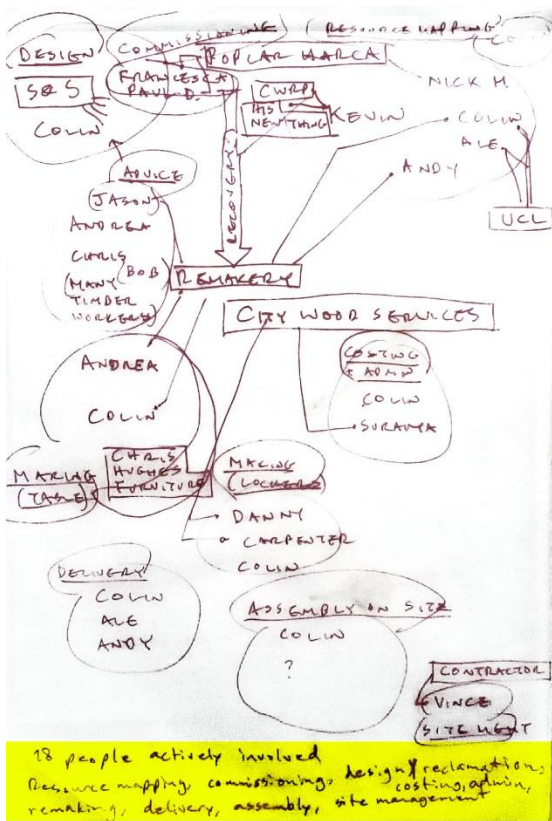 COMMISSIONING
(RESOURCE MAPPING)
DESIGN
POPLAR HARCA
FRANCESCA
PAUL D.
S&S
COLIN
NICK H.
CWRP
HIS
NEW THING
KEVIN
COLIN
ALE
ANDY
UCL
RECOVERY
ADVICE
(JASON)
ANDREA
CHRIS
BOB
(MANY
TIMBER
WORKERS)
REMAKERY
CITY WOOD SERVICES
COSTING
+ ADMN
COLIN
SURAYYA
ANDREA
COLIN
CHRIS
HUGHES
FURNITURE
MAKING
(TABLE)
MAKING
(LOCKERS)
DANNY
CARPENTER
COLIN
DELIVERY
COLIN
ALE
ANDY
ASSEMBLY ON SITE
COLIN
?
CONTRACTOR
VINCE
SITE MGMT
18 people actively involved
Resource mapping, commissioning, design/reclamation,
costing, admin,
remaking, delivery, assembly, site management